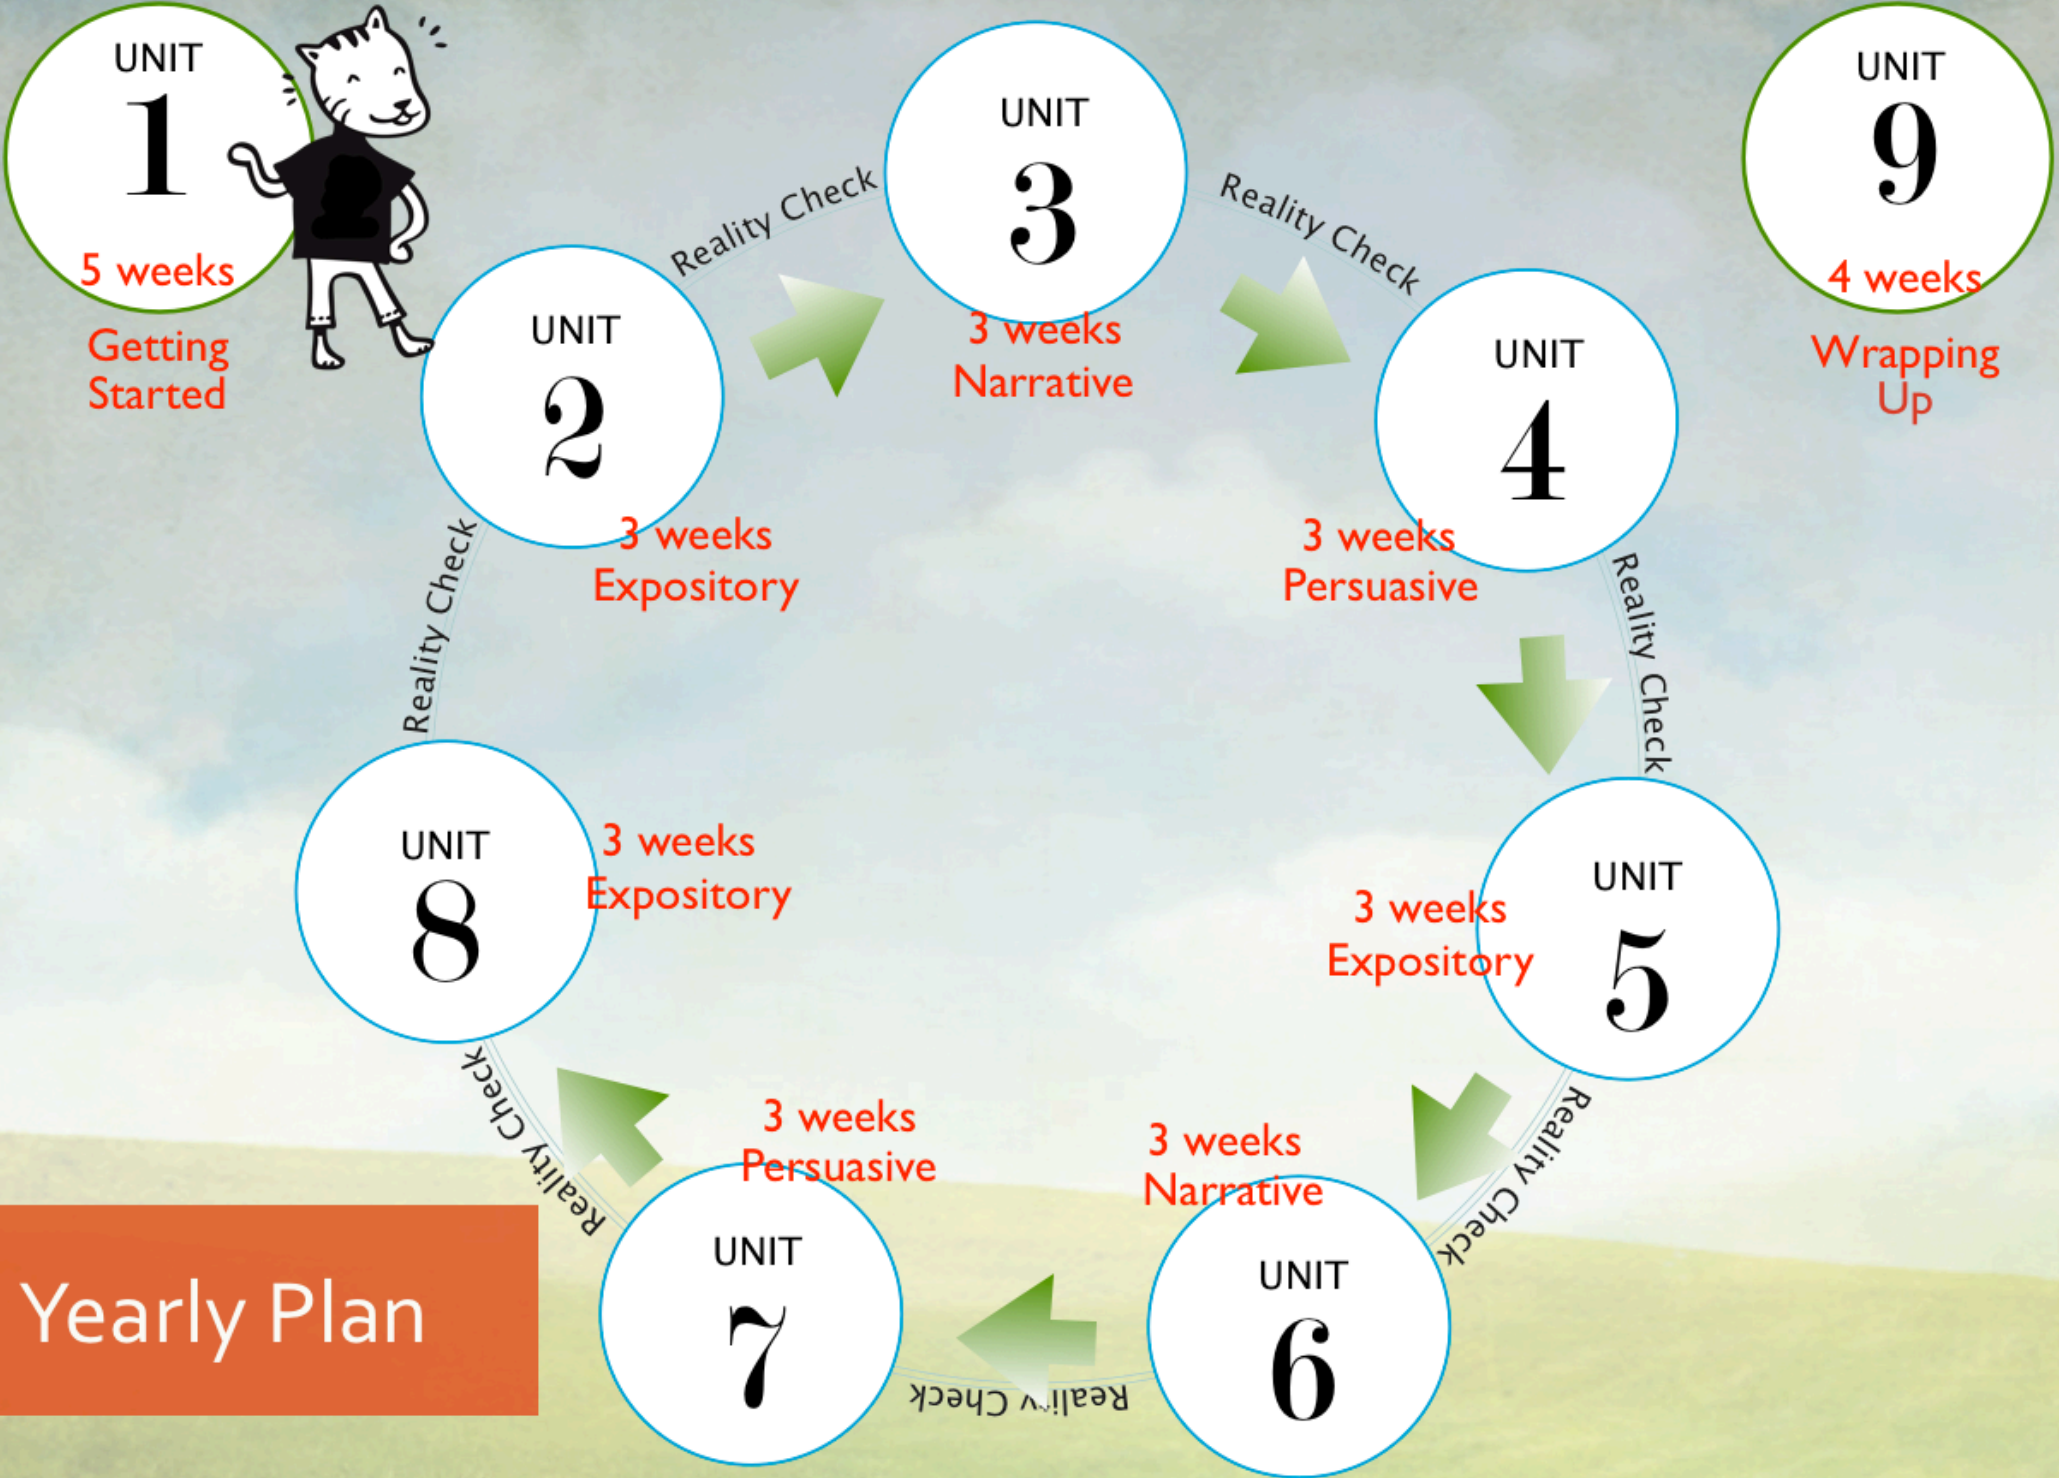 UNIT
1
5 weeks
Getting
Started
UNIT
2
3 weeks
Expository
Reality Check
UNIT
3
3 weeks
Narrative
Reality Check
UNIT
4
3 weeks
Persuasive
Reality Check
UNIT
5
3 weeks
Expository
Reality Check
UNIT
6
3 weeks
Narrative
Reality Check
UNIT
7
3 weeks
Persuasive
Reality Check
UNIT
8
3 weeks
Expository
Reality Check
UNIT
9
4 weeks
Wrapping
Up
Yearly Plan